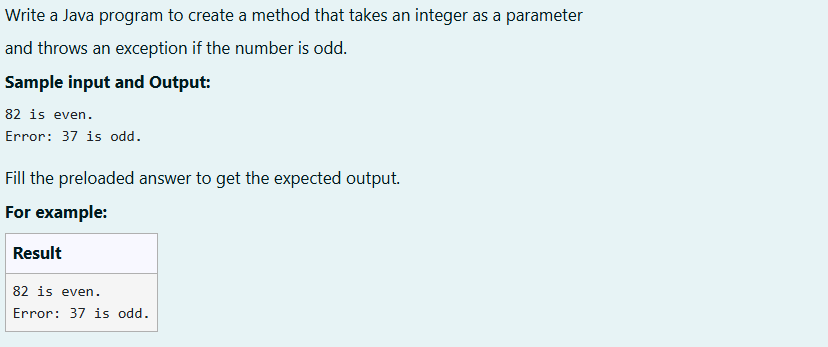 Write a Java program to create a method that takes an integer as a parameter
and throws an exception if the number is odd.
Sample input and Output:
82 is even.
Error: 37 is odd.
Fill the preloaded answer to get the expected output.
For example:
Result
82 is even.
Error: 37 is odd.